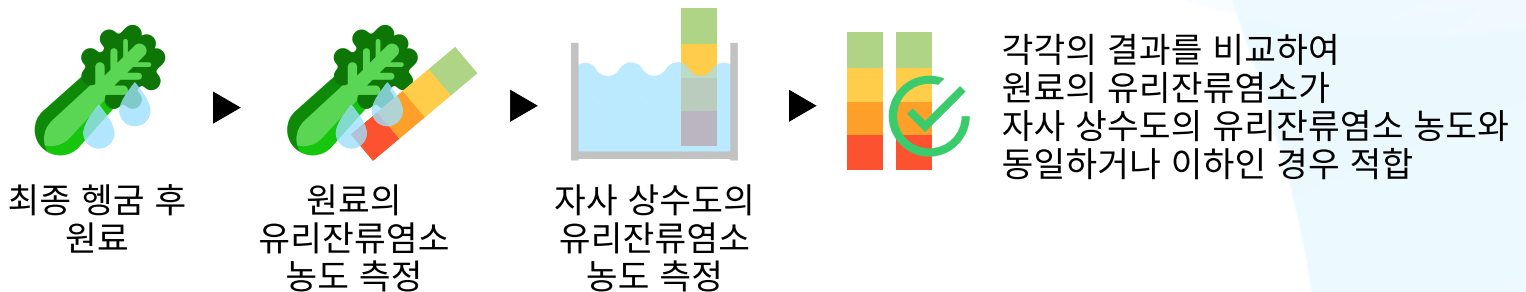 최종 헹굼 후
원료
원료의
유리잔류염소
농도 측정
자사 상수도의
유리잔류염소
농도 측정
각각의 결과를 비교하여
원료의 유리잔류염소가
자사 상수도의 유리잔류염소 농도와
동일하거나 이하인 경우 적합